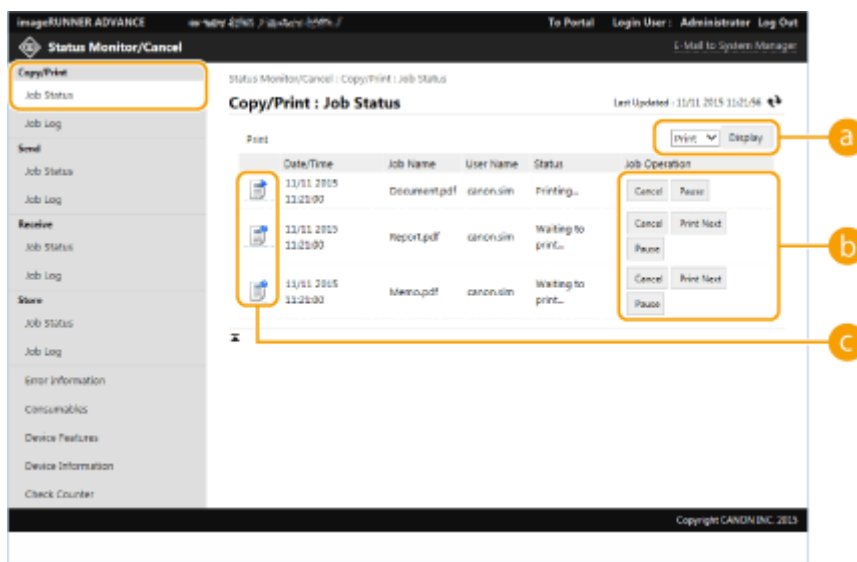 imageRUNNER ADVANCE To Portal Login User : Administrator Log Out
Status Monitor/Cancel E-Mail to System Manager
Copy/Print
Job Status
Job Log
Send
Job Status
Job Log
Receive
Job Status
Job Log
Store
Job Status
Job Log
Error Information
Consumables
Device Features
Device Information
Check Counter
Status Monitor/Cancel : Copy/Print : Job Status
Copy/Print : Job Status Last Updated : 11/11 2015 11:21:56
Print Print Display a
Date/Time Job Name User Name Status Job Operation
11/11 2015 11:21:00 Document.pdf canon.sim Printing... Cancel Pause
11/11 2015 11:21:00 Report.pdf canon.sim Waiting to print... Cancel Print Next Pause
b
11/11 2015 11:21:00 Memo.pdf canon.sim Waiting to print... Cancel Print Next Pause
c
Copyright CANON INC. 2015